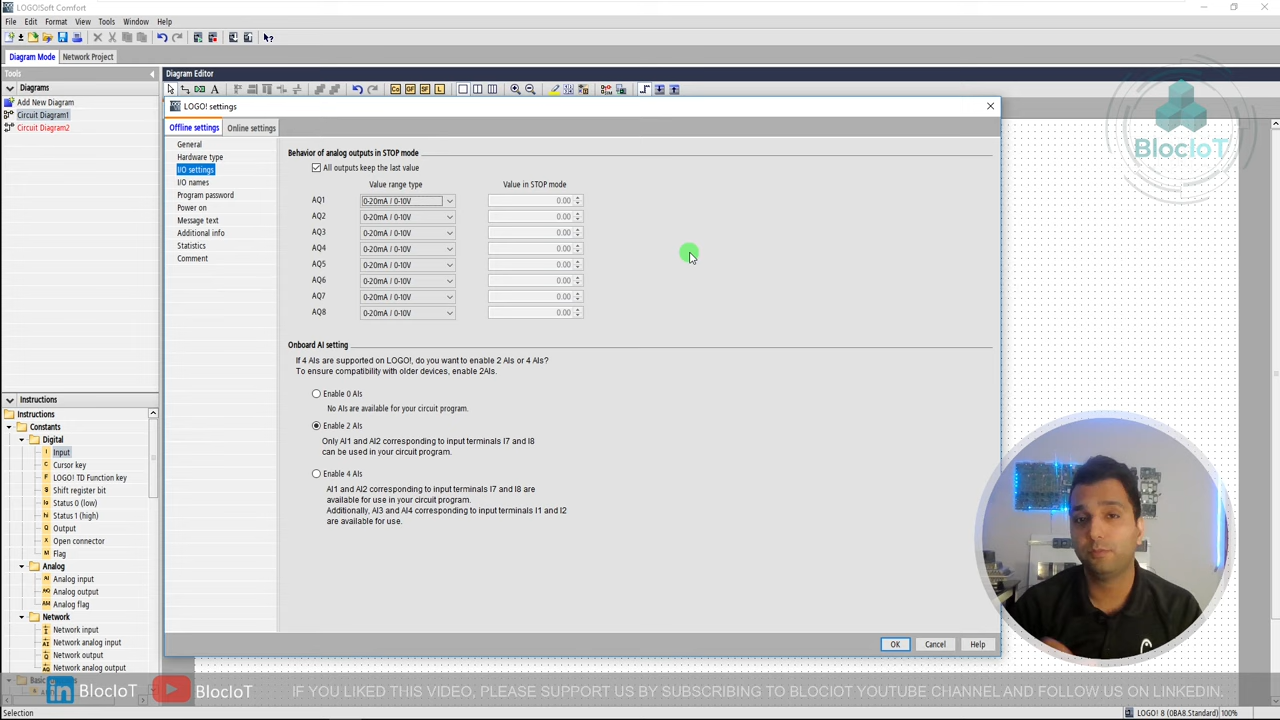 LOGO!Soft Comfort
File Edit Format View Tools Window Help
Diagram Mode Network Project
Tools
Diagram Editor
Diagrams
Add New Diagram
Circuit Diagram1
Circuit Diagram2
Co GF SF L
LOGO! settings
Offline settings Online settings
General
Hardware type
I/O settings
I/O names
Program password
Power on
Message text
Additional info
Statistics
Comment
Behavior of analog outputs in STOP mode
All outputs keep the last value
Value range type Value in STOP mode
AQ1 0-20mA / 0-10V 0.00
AQ2 0-20mA / 0-10V 0.00
AQ3 0-20mA / 0-10V 0.00
AQ4 0-20mA / 0-10V 0.00
AQ5 0-20mA / 0-10V 0.00
AQ6 0-20mA / 0-10V 0.00
AQ7 0-20mA / 0-10V 0.00
AQ8 0-20mA / 0-10V 0.00
Onboard AI setting
If 4 AIs are supported on LOGO!, do you want to enable 2 AIs or 4 AIs?
To ensure compatibility with older devices, enable 2AIs.
Enable 0 AIs
No AIs are available for your circuit program.
Enable 2 AIs
Only AI1 and AI2 corresponding to input terminals I7 and I8
can be used in your circuit program.
Enable 4 AIs
AI1 and AI2 corresponding to input terminals I7 and I8 are
available for use in your circuit program.
Additionally, AI3 and AI4 corresponding to input terminals I1 and I2
are available for use.
OK Cancel Help
Instructions
Instructions
Constants
Digital
I Input
C Cursor key
F LOGO! TD Function key
S Shift register bit
lo Status 0 (low)
hi Status 1 (high)
Q Output
X Open connector
M Flag
Analog
AI Analog input
AQ Analog output
AM Analog flag
Network
Network input
Network analog input
Network output
Network analog output
BlocIoT
in BlocIoT BlocIoT IF YOU LIKED THIS VIDEO, PLEASE SUPPORT US BY SUBSCRIBING TO BLOCIOT YOUTUBE CHANNEL AND FOLLOW US ON LINKEDIN.
Selection LOGO! 8 (0BA8.Standard) 100%